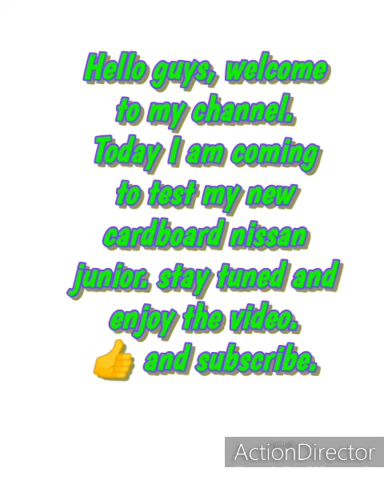 Hello guys, welcome
to my channel.
Today I am coming
to test my new
cardboard nissan
junior. stay tuned and
enjoy the video.
👍 and subscribe.
ActionDirector